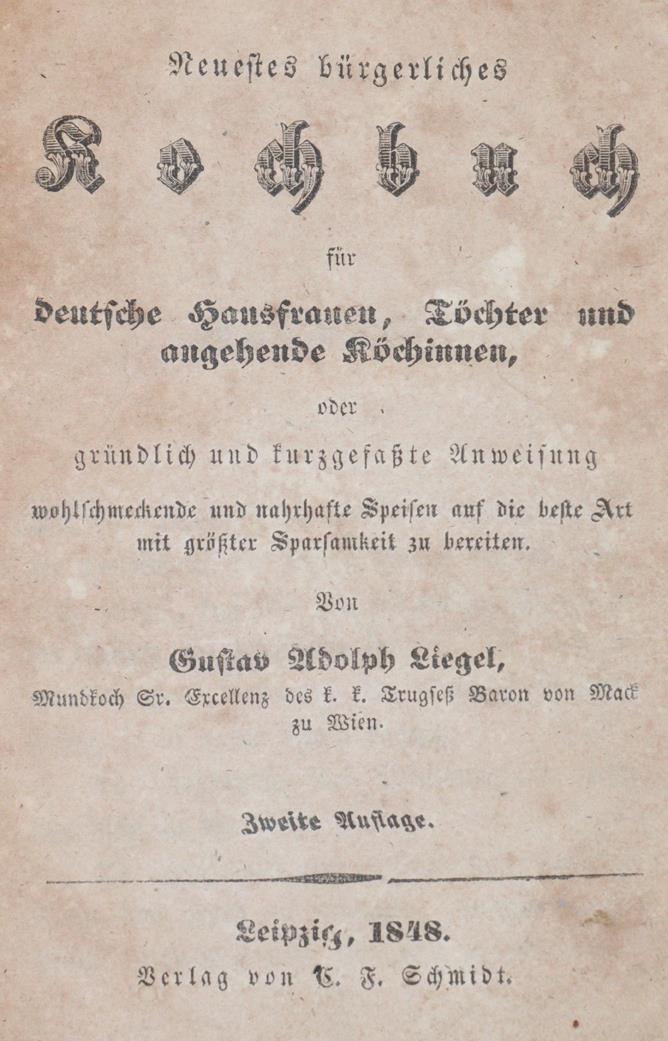 Neuestes bürgerliches
Kochbuch
für
deutsche Hausfrauen, Töchter und
angehende Köchinnen,
oder
gründlich und kurzgefaßte Anweisung
wohlschmeckende und nahrhafte Speisen auf die beste Art
mit größter Sparsamkeit zu bereiten.
Von
Gustav Adolph Liegel,
Mundkoch Sr. Excellenz des k. k. Trugseß Baron von Mack
zu Wien.
Zweite Auflage.
Leipzig, 1848.
Verlag von C. F. Schmidt.